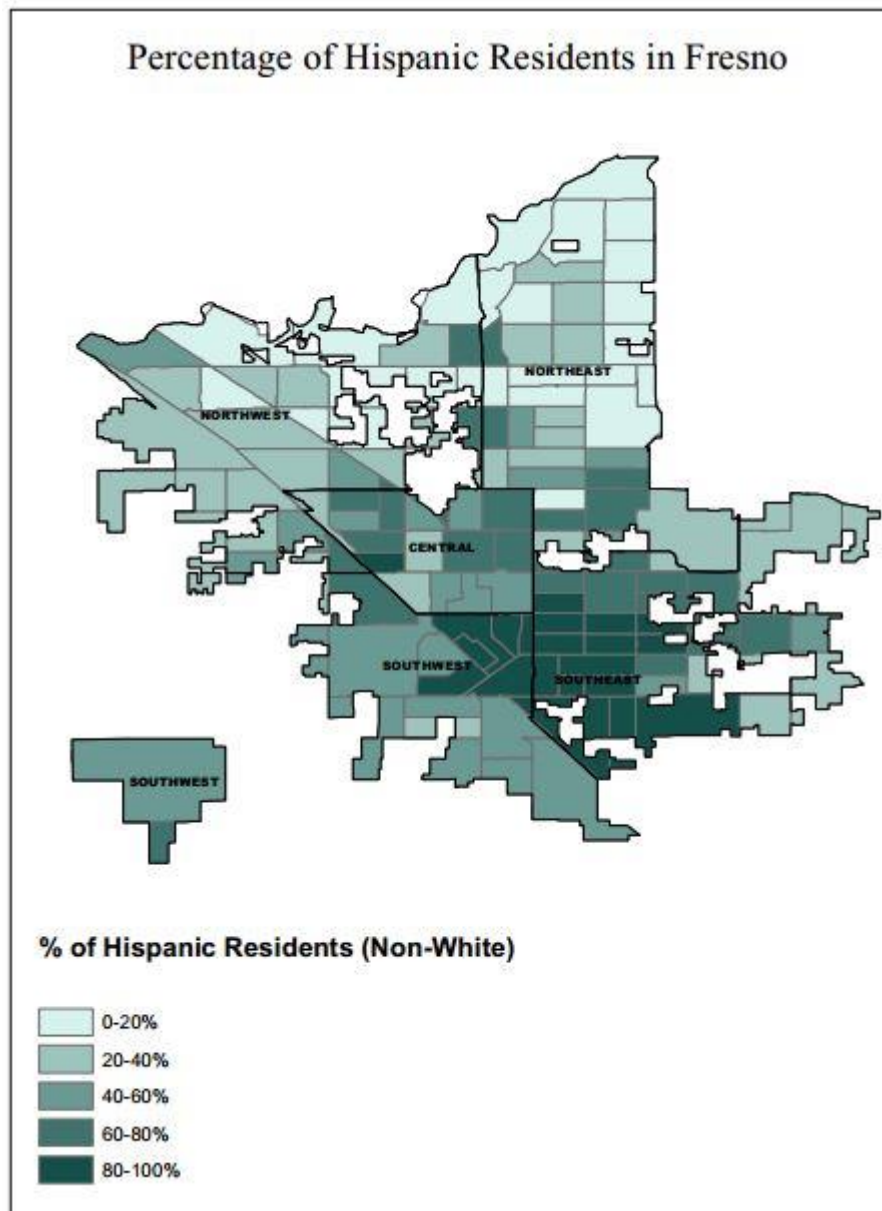 Percentage of Hispanic Residents in Fresno
NORTHEAST
NORTHWEST
CENTRAL
SOUTHWEST
SOUTHEAST
SOUTHWEST
% of Hispanic Residents (Non-White)
0-20%
20-40%
40-60%
60-80%
80-100%